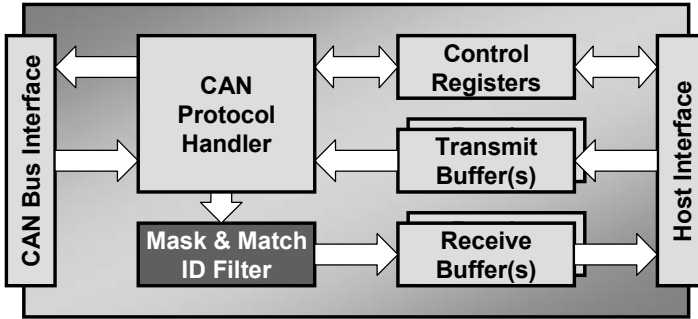 CAN Bus Interface
CAN
Protocol
Handler
Control
Registers
Transmit
Buffer(s)
Mask & Match
ID Filter
Receive
Buffer(s)
Host Interface